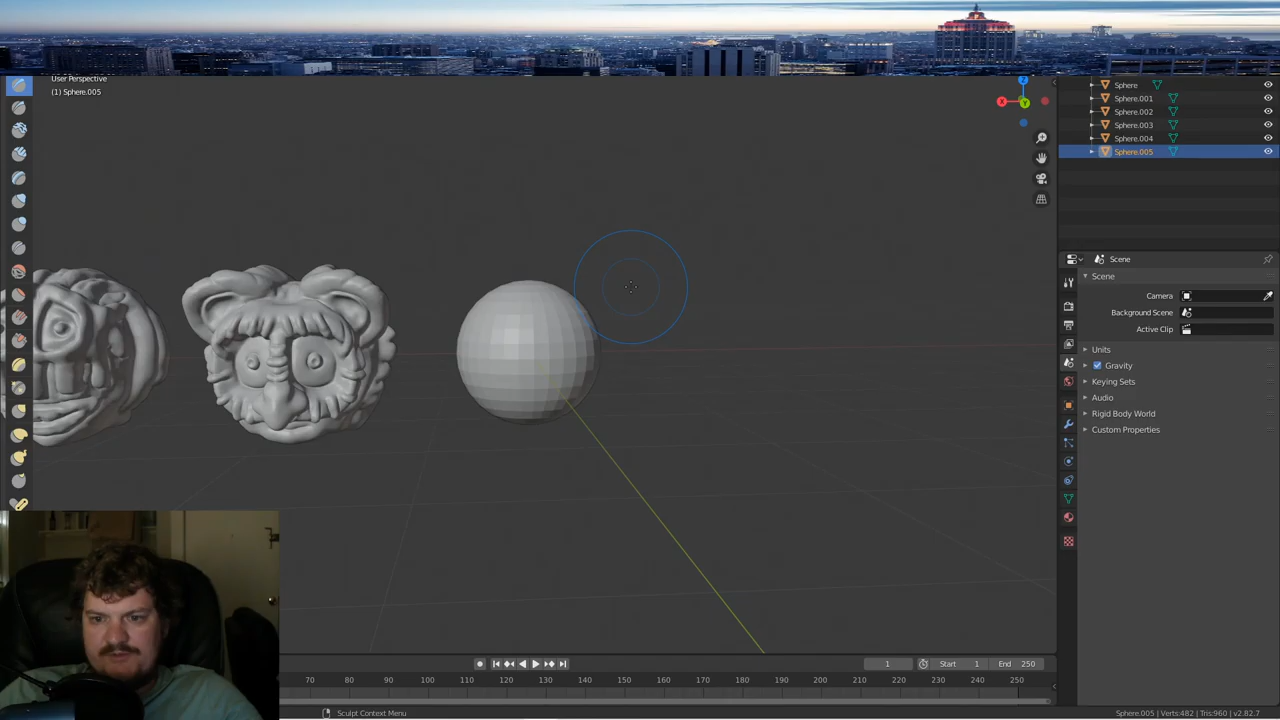 User Perspective
(1) Sphere.005
Z
X
Y
Sphere
Sphere.001
Sphere.002
Sphere.003
Sphere.004
Sphere.005
Scene
Scene
Camera
Background Scene
Active Clip
Units
Gravity
Keying Sets
Audio
Rigid Body World
Custom Properties
1
Start 1
End 250
70 80 90 100 110 120 130 140 150 160 170 180 190 200 210 220 230 240 250
Sculpt Context Menu
Sphere.005 | Verts:482 | Tris:960 | v2.82.7